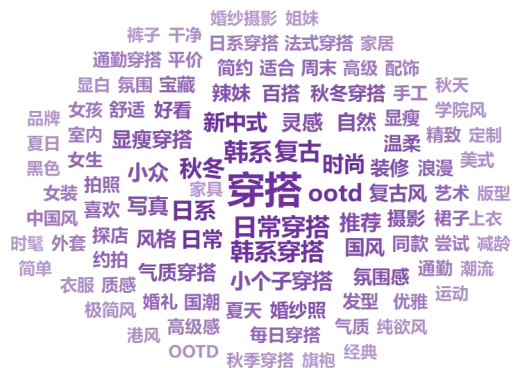 婚纱摄影 姐妹
裤子 干净 日系穿搭 法式穿搭 家居
通勤穿搭 平价 简约 适合 周末 高级 配饰
显白 氛围 宝藏 辣妹 百搭 秋冬穿搭 手工 秋天
品牌 女孩 舒适 好看 新中式 灵感 自然 显瘦 学院风
夏日 室内 显瘦穿搭 韩系 复古 温柔 精致 定制
黑色 女生 小众 秋冬 时尚 装修 浪漫 美式
女装 拍照 家具 穿搭 ootd 复古风 艺术 版型
中国风 喜欢 写真 日系 日常穿搭 推荐 摄影 裙子 上衣
时髦 外套 探店 风格 日常 韩系穿搭 国风 同款 尝试 减龄
简单 约拍 气质穿搭 小个子穿搭 氛围感 通勤 潮流
衣服 质感 婚礼 国潮 夏天 婚纱照 发型 优雅 运动
极简风 港风 高级感 每日穿搭 气质 纯欲风
OOTD 秋季穿搭 旗袍 经典